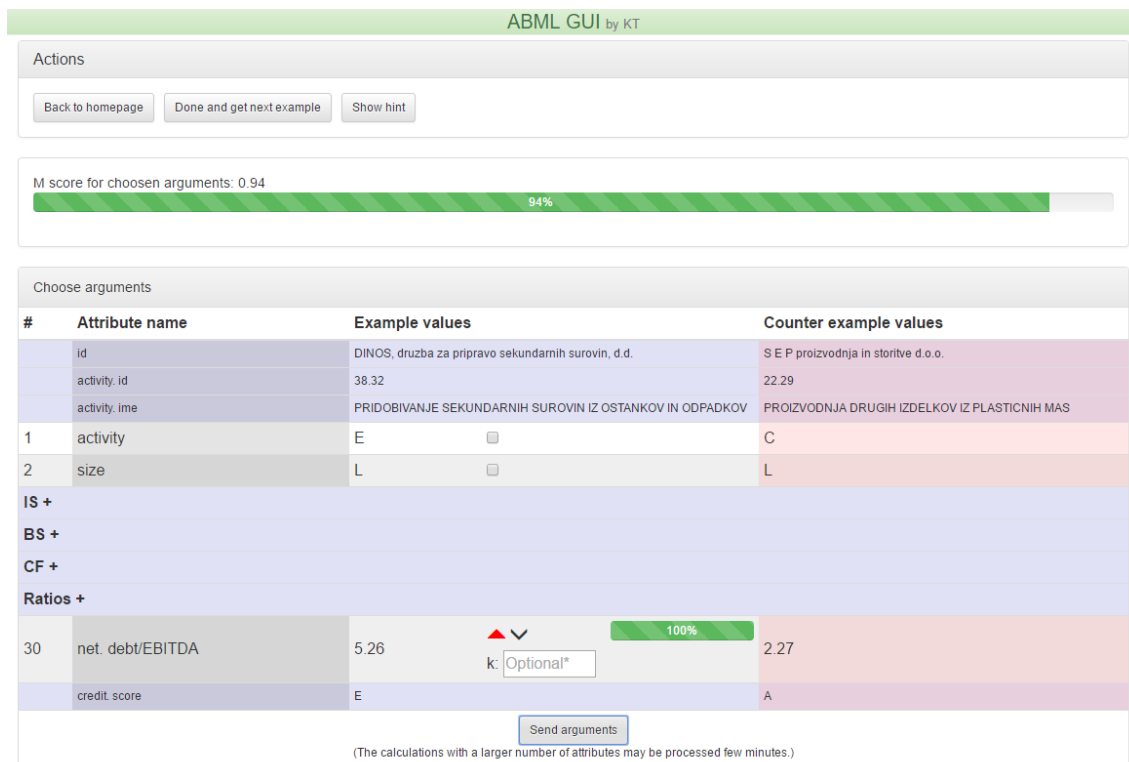 ABML GUI by KT
Actions
Back to homepage Done and get next example Show hint
M score for choosen arguments: 0.94
94%
Choose arguments
# Attribute name Example values Counter example values
id DINOS, druzba za pripravo sekundarnih surovin, d.d. S E P proizvodnja in storitve d.o.o.
activity. id 38.32 22.29
activity. ime PRIDOBIVANJE SEKUNDARNIH SUROVIN IZ OSTANKOV IN ODPADKOV PROIZVODNJA DRUGIH IZDELKOV IZ PLASTICNIH MAS
1 activity E C
2 size L L
IS +
BS +
CF +
Ratios +
30 net. debt/EBITDA 5.26 100% 2.27
k: Optional*
credit. score E A
Send arguments
(The calculations with a larger number of attributes may be processed few minutes.)